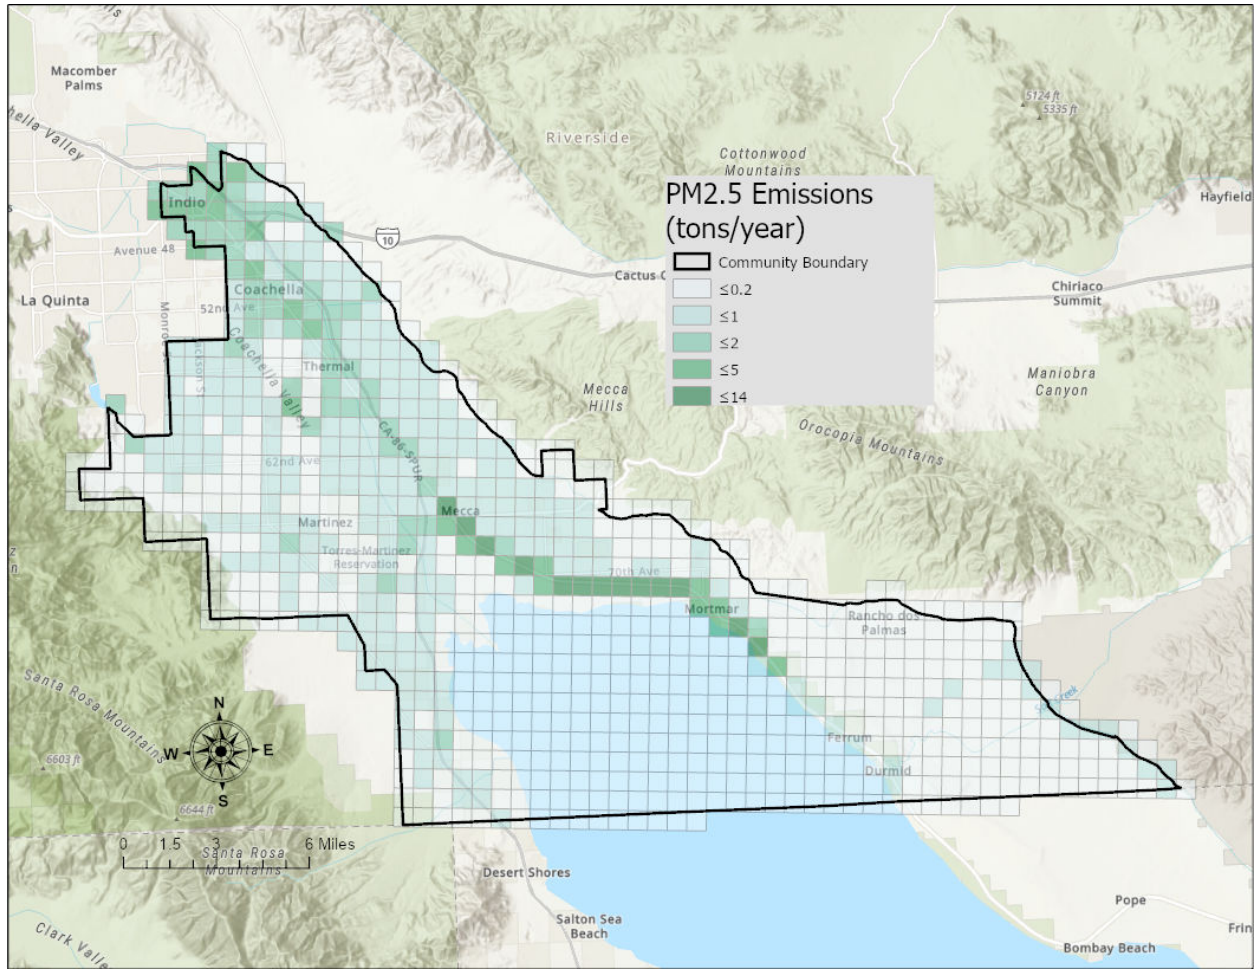 Macomber
Palms
Coachella Valley
Riverside
5124 ft
5335 ft
Cottonwood
Mountains
PM2.5 Emissions
(tons/year)
Community Boundary
≤0.2
≤1
≤2
≤5
≤14
Hayfield
Indio
10
Avenue 48
Cactus C
Chiriaco
Summit
La Quinta
Coachella
52nd Ave
Coachella Valley
Thermal
Mecca
Hills
Maniobra
Canyon
Orocopia Mountains
CA-86-SPUR
62nd Ave
Mecca
Martinez
Torres-Martinez
Reservation
70th Ave
Mortmar
Rancho dos
Palmas
Santa Rosa Mountains
N
W
E
S
Ferrum
Durmid
6603 ft
6644 ft
0 1.5 3 6 Miles
Santa Rosa
Mountains
Desert Shores
Salton Sea
Beach
Pope
Bombay Beach
Frin
Clark Valle